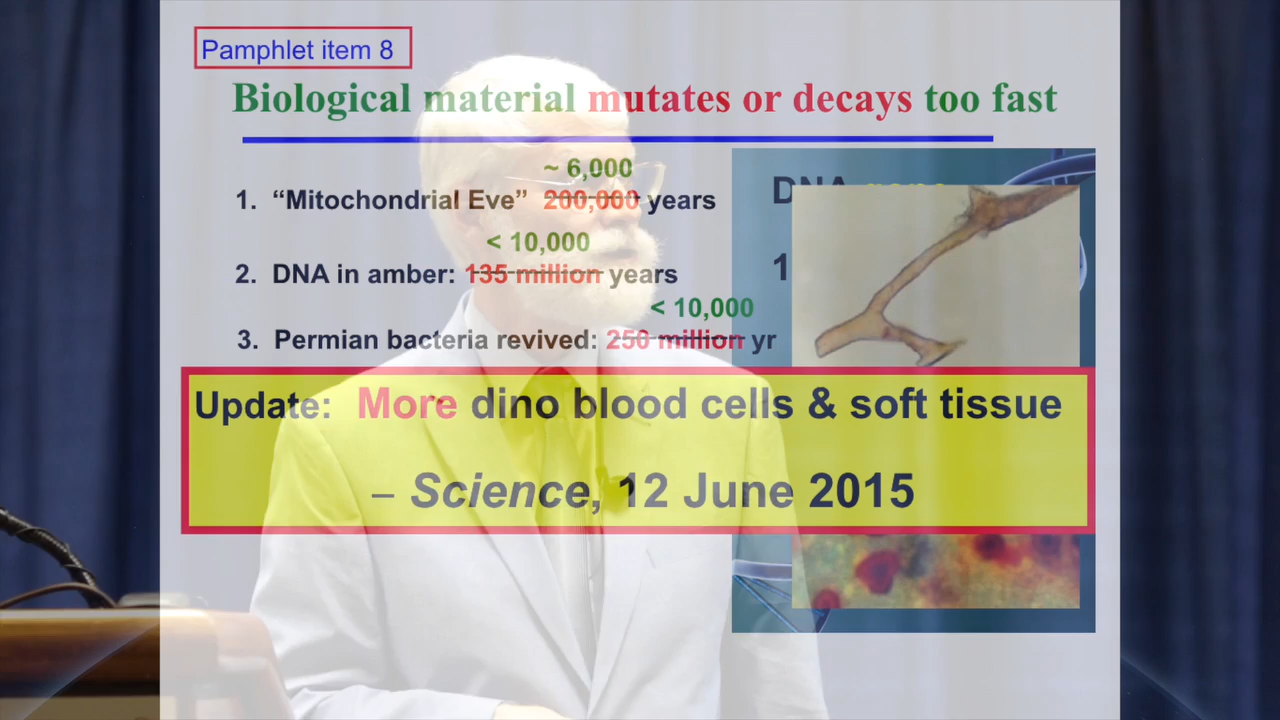 Pamphlet item 8
Biological material mutates or decays too fast
~ 6,000
1. “Mitochondrial Eve” 200,000 years
< 10,000
2. DNA in amber: 135 million years
< 10,000
3. Permian bacteria revived: 250 million yr
DNA
1
Update: More dino blood cells & soft tissue
– Science, 12 June 2015